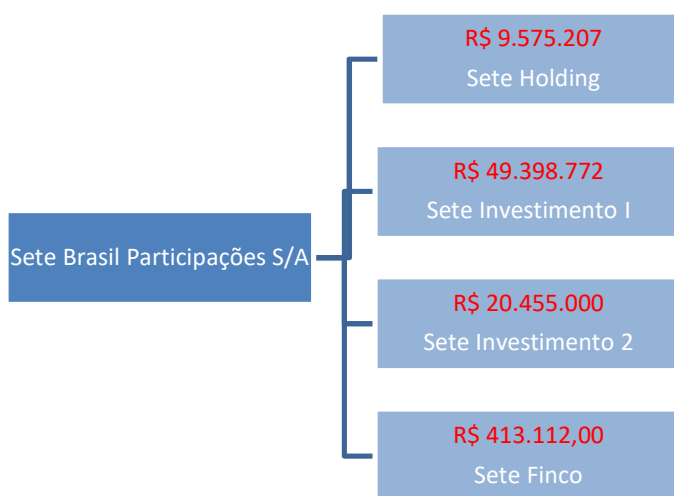 R$ 9.575.207
Sete Holding
R$ 49.398.772
Sete Investimento I
Sete Brasil Participações S/A
R$ 20.455.000
Sete Investimento 2
R$ 413.112,00
Sete Finco